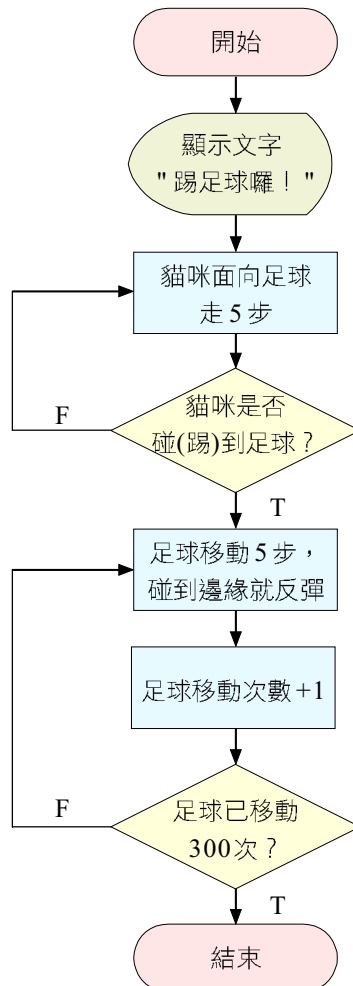 開始
顯示文字
"踢足球囉！"
貓咪面向足球
走5步
貓咪是否
碰(踢)到足球？
F
T
足球移動5步，
碰到邊緣就反彈
足球移動次數+1
足球已移動
300次？
F
T
結束